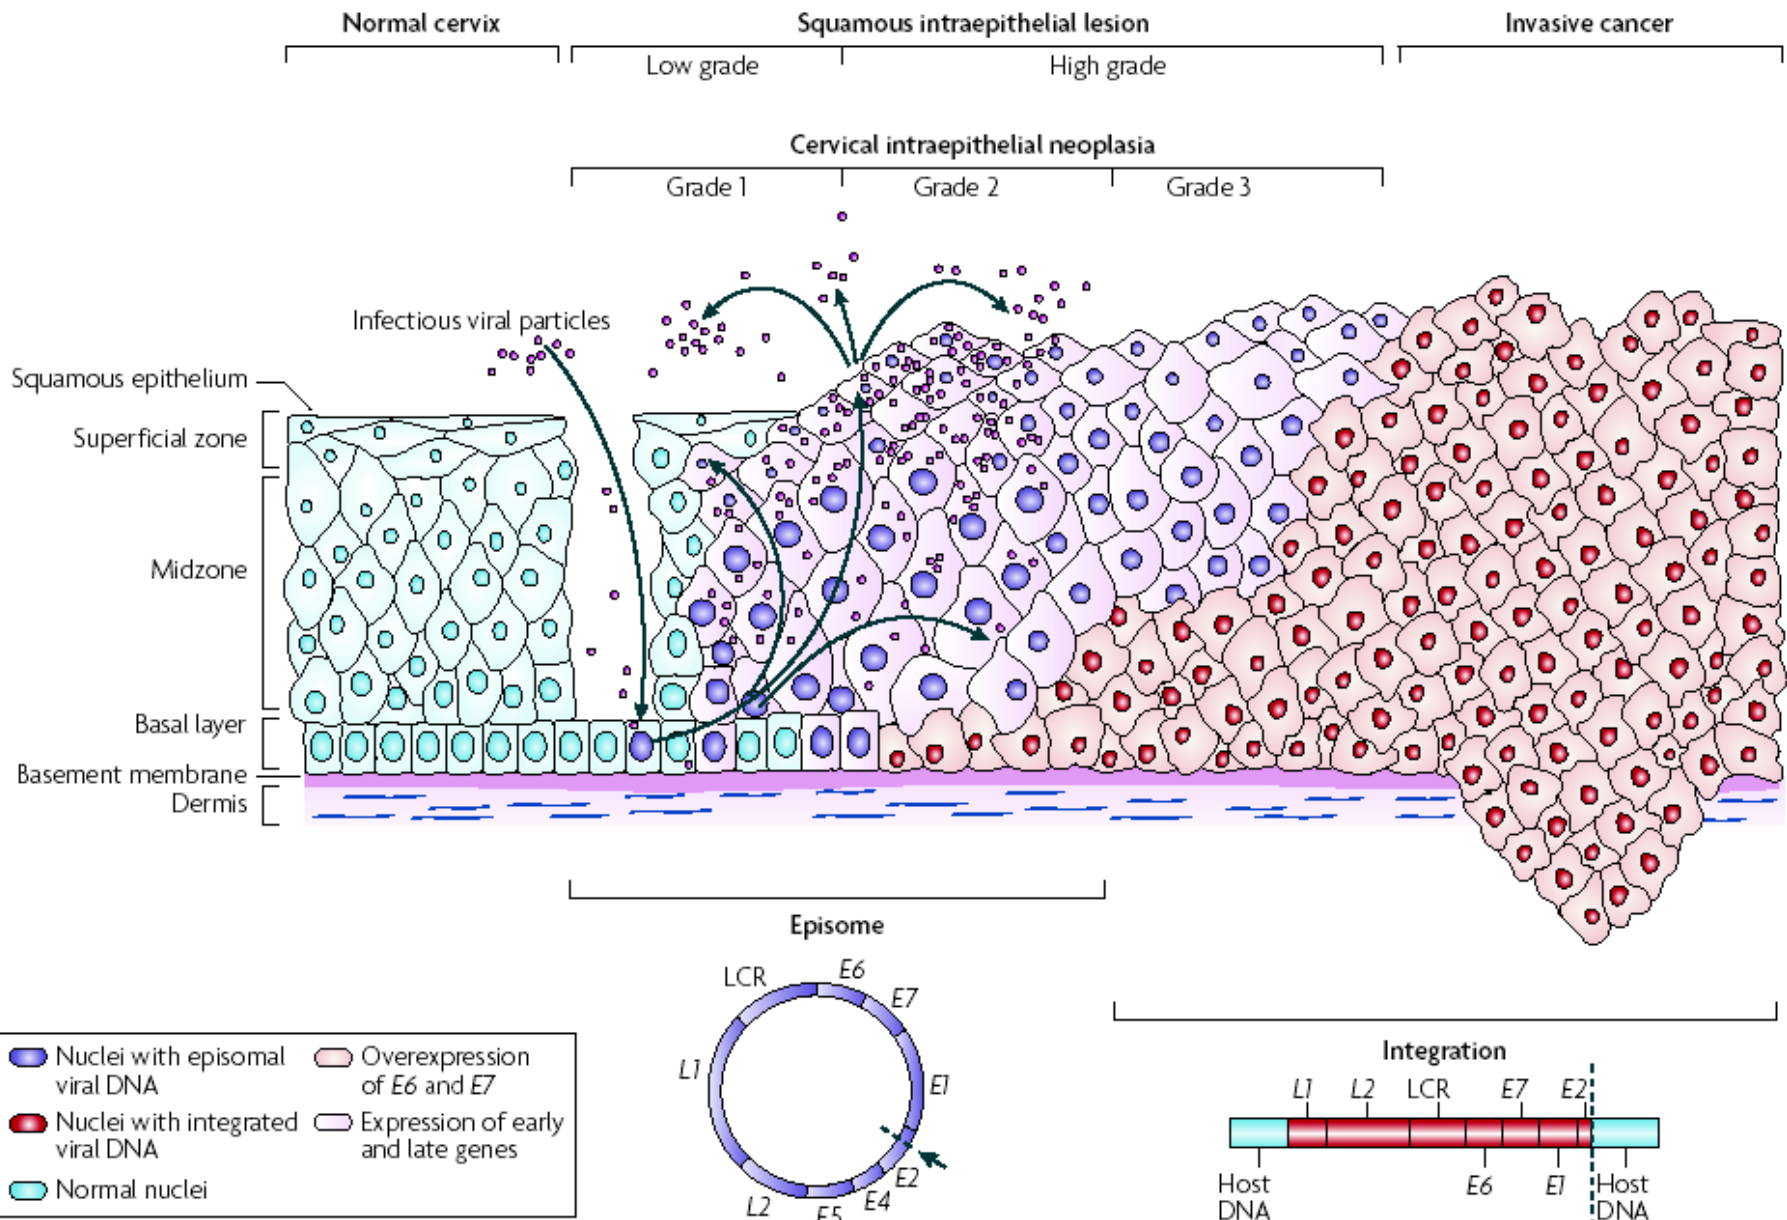 Normal cervix
Squamous intraepithelial lesion
Invasive cancer
Low grade
High grade
Cervical intraepithelial neoplasia
Grade 1
Grade 2
Grade 3
Infectious viral particles
Squamous epithelium
Superficial zone
Midzone
Basal layer
Basement membrane
Dermis
Episome
LCR
E6
E7
E1
E2
E4
E5
L2
L1
Integration
L1
L2
LCR
E7
E2
E6
E1
Host
DNA
Host
DNA
Nuclei with episomal
viral DNA
Nuclei with integrated
viral DNA
Normal nuclei
Overexpression
of E6 and E7
Expression of early
and late genes